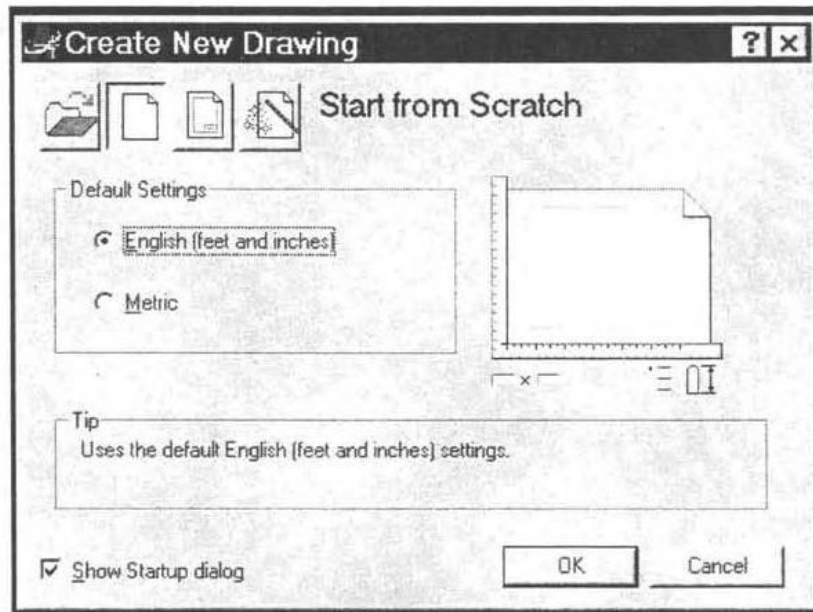 Create New Drawing
Start from Scratch
Default Settings
English (feet and inches)
Metric
Tip
Uses the default English (feet and inches) settings.
Show Startup dialog
OK
Cancel